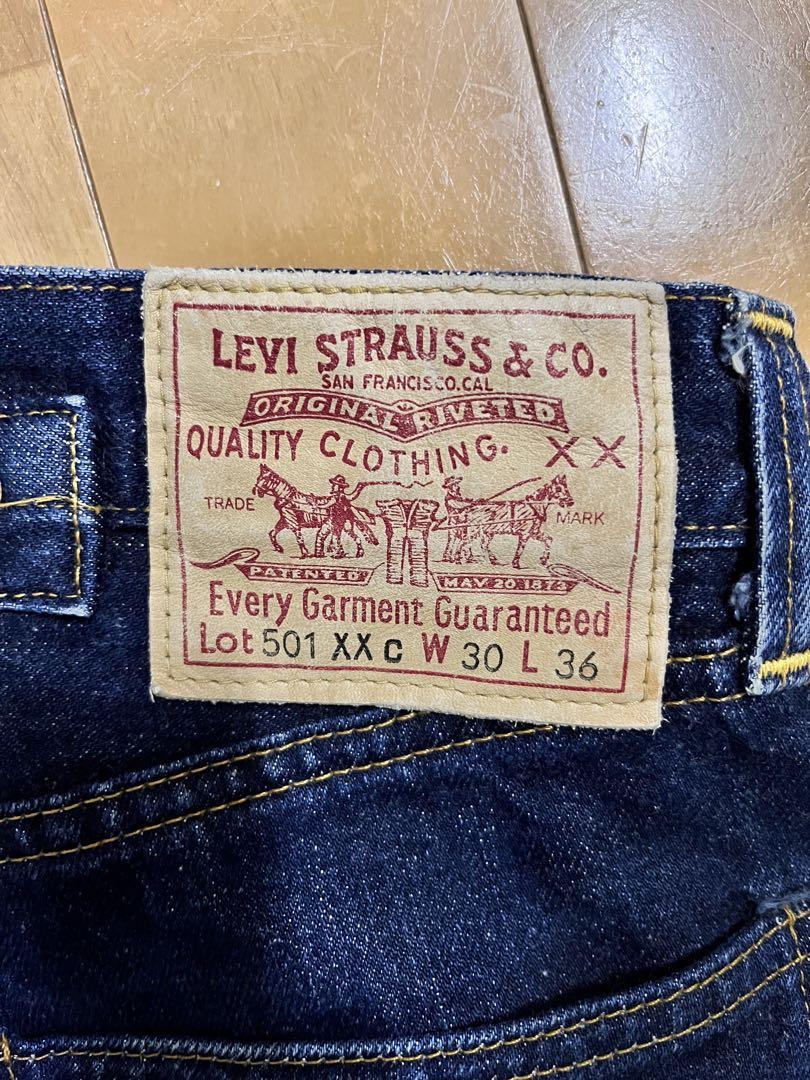 LEVI STRAUSS & CO.
SAN FRANCISCO, CAL
ORIGINAL RIVETED
QUALITY CLOTHING. XX
TRADE MARK
PATENTED MAY 20 1873
Every Garment Guaranteed
Lot 501 XX C W 30 L 36